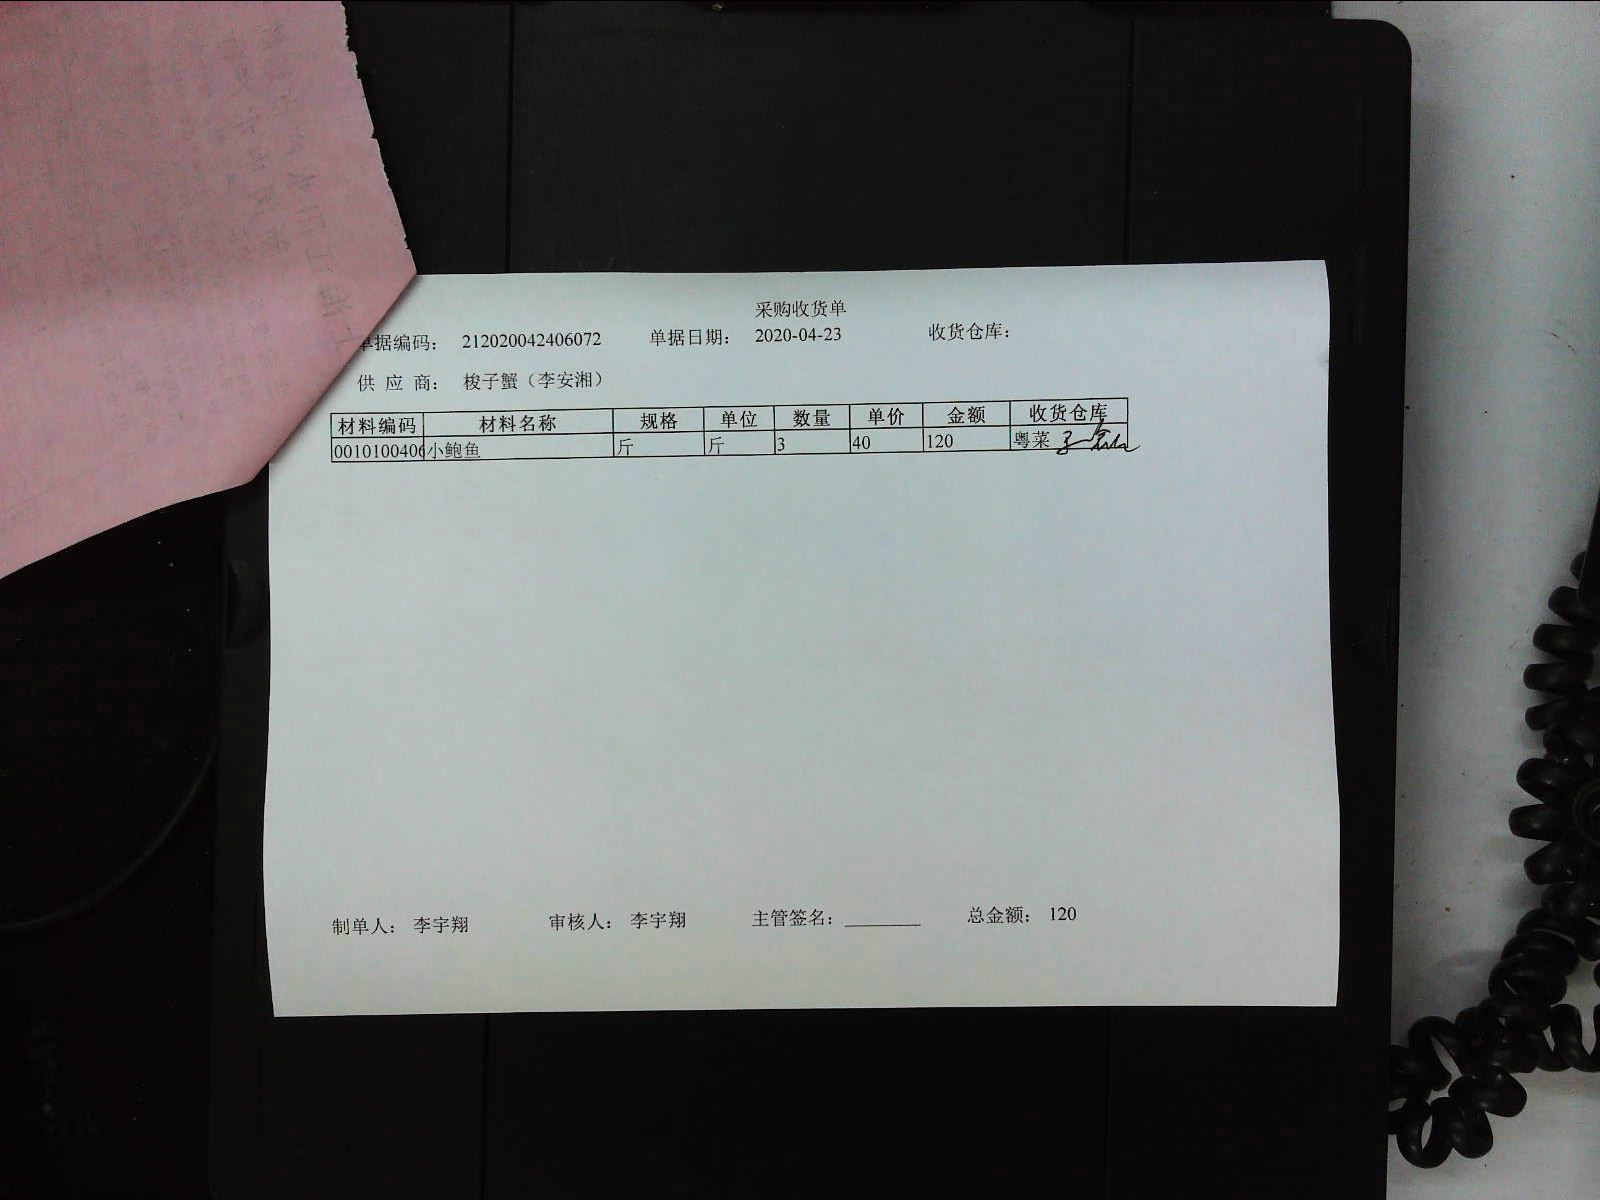 采购收货单
单据编码： 212020042406072 单据日期： 2020-04-23 收货仓库：
供 应 商： 梭子蟹（李安湘）
材料编码 材料名称 规格 单位 数量 单价 金额 收货仓库
0010100406 小鲍鱼 斤 斤 3 40 120 粤菜
制单人： 李宇翔 审核人： 李宇翔 主管签名： ________ 总金额： 120